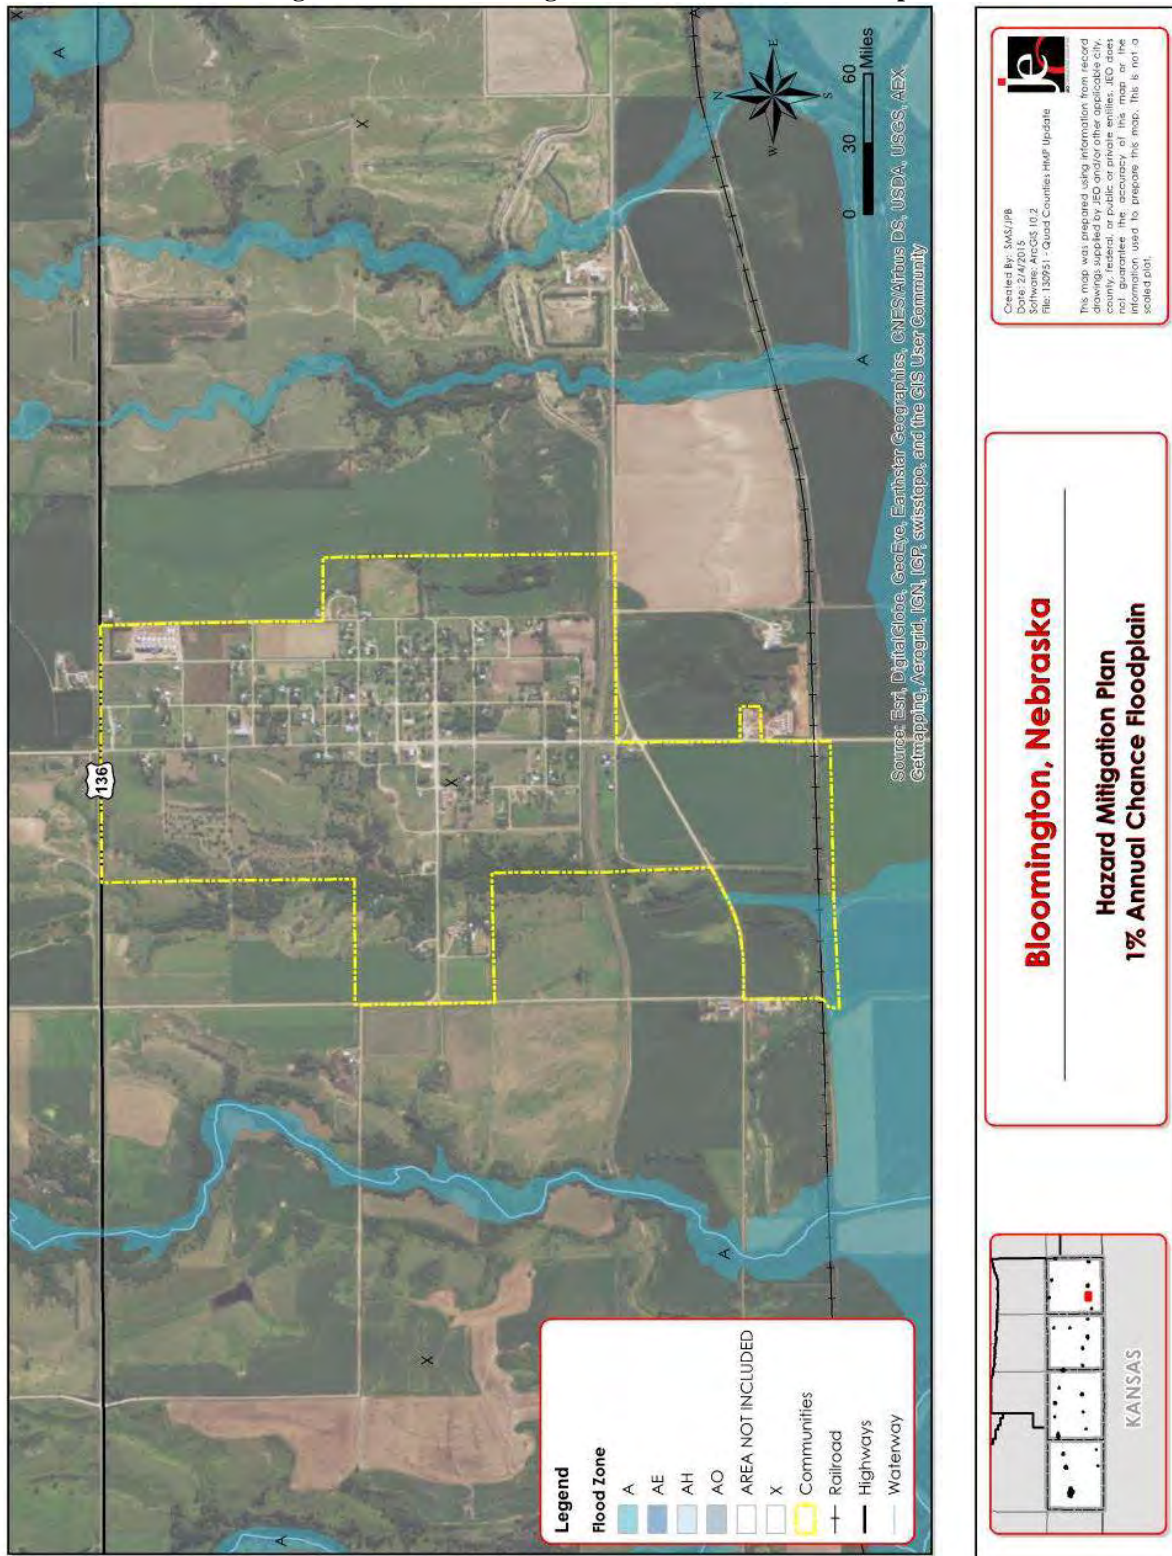 136
A
X
X
A
X
A
X
A
N
E
S
W
0 30 60
Miles
Source: Esri, DigitalGlobe, GeoEye, Earthstar Geographics, CNES/Airbus DS, USDA, USGS, AEX,
Getmapping, Aerogrid, IGN, IGP, swisstopo, and the GIS User Community
Legend
Flood Zone
A
AE
AH
AO
AREA NOT INCLUDED
X
Communities
Railroad
Highways
Waterway
KANSAS
Bloomington, Nebraska
Hazard Mitigation Plan
1% Annual Chance Floodplain
Created By: SMS/JPB
Date: 2/4/2015
Software: ArcGIS 10.2
File: 130951 - Quad Counties HMP Update
This map was prepared using information from record
drawings supplied by JEO and/or other applicable city,
county, federal, or public or private entities. JEO does
not guarantee the accuracy of this map or the
information used to prepare this map. This is not a
scaled plat.